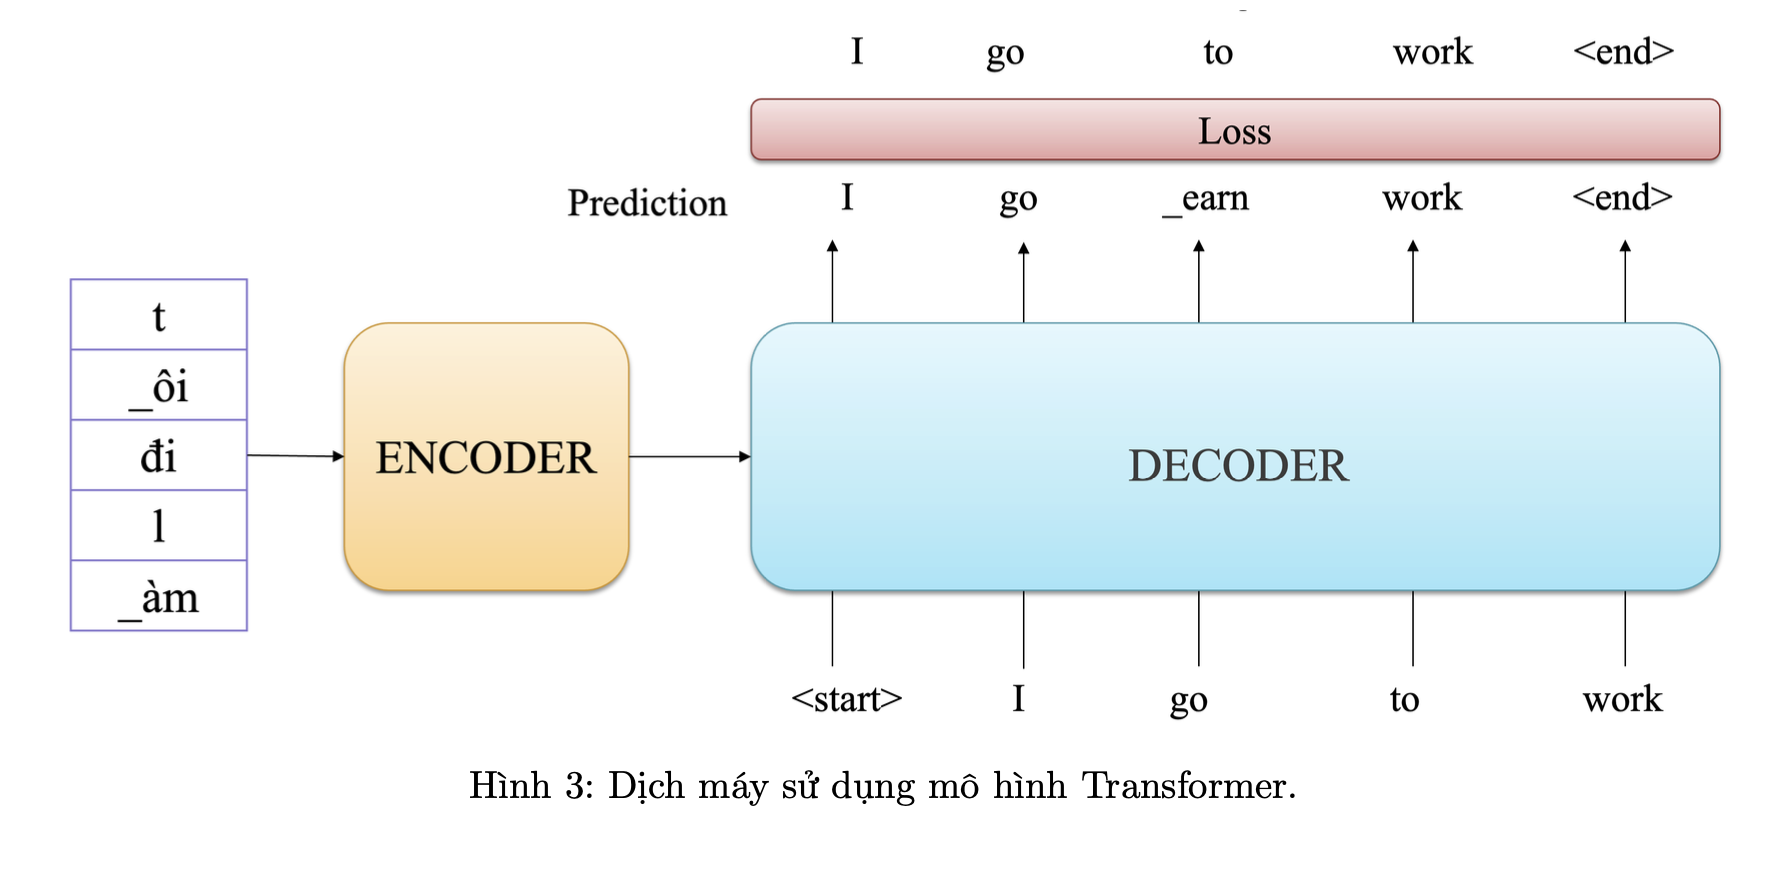 I go to work <end>
Loss
Prediction I go _earn work <end>
t
_ôi
đi
l
_àm
ENCODER
DECODER
<start> I go to work
Hình 3: Dịch máy sử dụng mô hình Transformer.